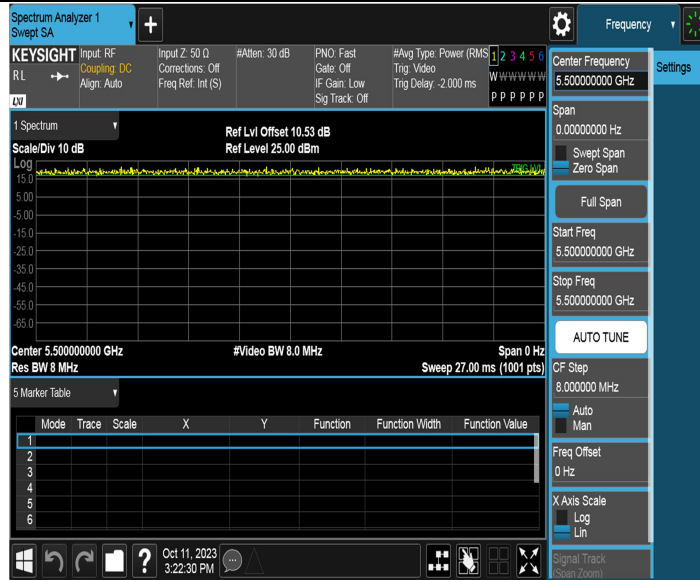 Spectrum Analyzer 1
Swept SA
Frequency
KEYSIGHT
RL
LXI
Input: RF
Coupling: DC
Align: Auto
Input Z: 50 Ω
Corrections: Off
Freq Ref: Int (S)
#Atten: 30 dB
PNO: Fast
Gate: Off
IF Gain: Low
Sig Track: Off
#Avg Type: Power (RMS
Trig: Video
Trig Delay: -2.000 ms
1 2 3 4 5 6
W W W W W W
P P P P P P
1 Spectrum
Scale/Div 10 dB
Ref Lvl Offset 10.53 dB
Ref Level 25.00 dBm
Log
TRIG LVL
15.0
5.00
-5.00
-15.0
-25.0
-35.0
-45.0
-55.0
-65.0
Center 5.500000000 GHz
#Video BW 8.0 MHz
Span 0 Hz
Res BW 8 MHz
Sweep 27.00 ms (1001 pts)
5 Marker Table
Mode Trace Scale X Y Function Function Width Function Value
1
2
3
4
5
6
?
Oct 11, 2023
3:22:30 PM
Center Frequency
5.500000000 GHz
Settings
Span
0.00000000 Hz
Swept Span
Zero Span
Full Span
Start Freq
5.500000000 GHz
Stop Freq
5.500000000 GHz
AUTO TUNE
CF Step
8.000000 MHz
Auto
Man
Freq Offset
0 Hz
X Axis Scale
Log
Lin
Signal Track
(Span Zoom)